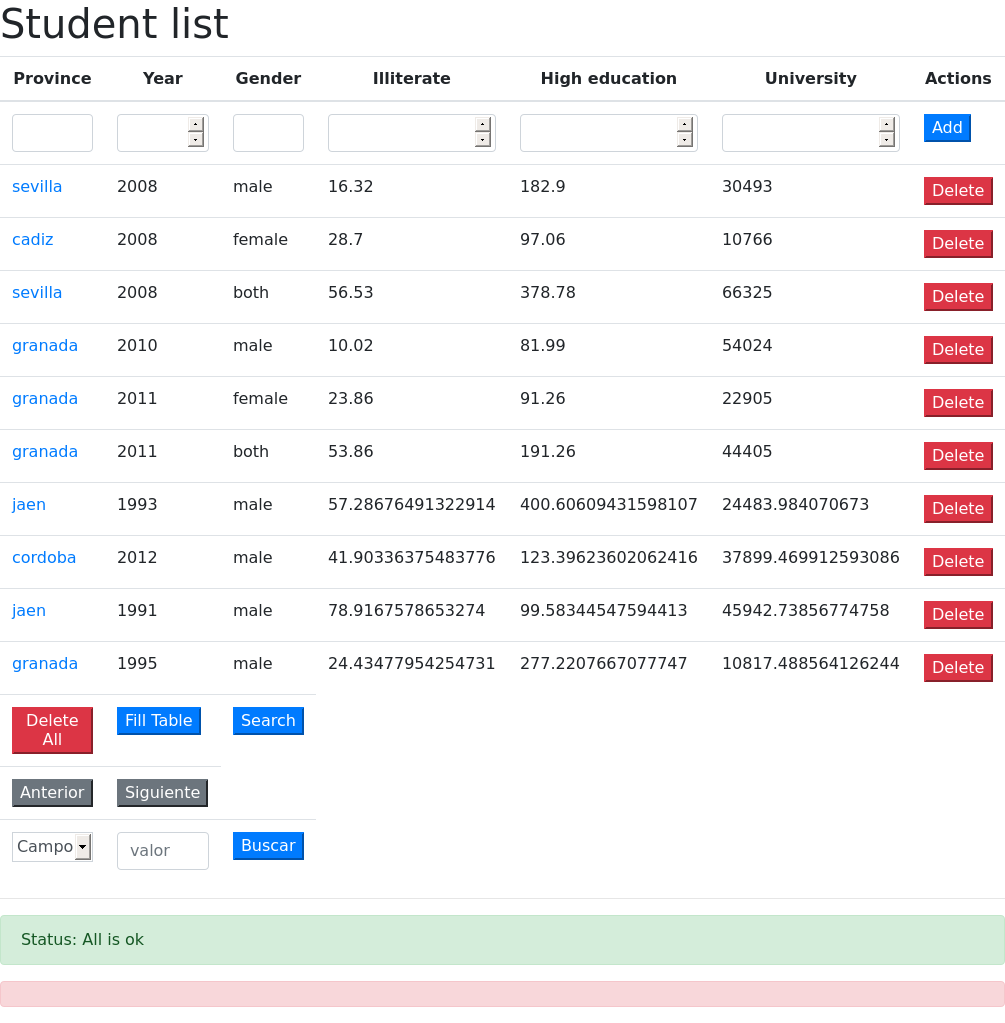 Student list
Province Year Gender Illiterate High education University Actions
Add
sevilla 2008 male 16.32 182.9 30493 Delete
cadiz 2008 female 28.7 97.06 10766 Delete
sevilla 2008 both 56.53 378.78 66325 Delete
granada 2010 male 10.02 81.99 54024 Delete
granada 2011 female 23.86 91.26 22905 Delete
granada 2011 both 53.86 191.26 44405 Delete
jaen 1993 male 57.28676491322914 400.60609431598107 24483.984070673 Delete
cordoba 2012 male 41.90336375483776 123.39623602062416 37899.469912593086 Delete
jaen 1991 male 78.9167578653274 99.58344547594413 45942.73856774758 Delete
granada 1995 male 24.43477954254731 277.2207667077747 10817.488564126244 Delete
Delete All Fill Table Search
Anterior Siguiente
Campo valor Buscar
Status: All is ok